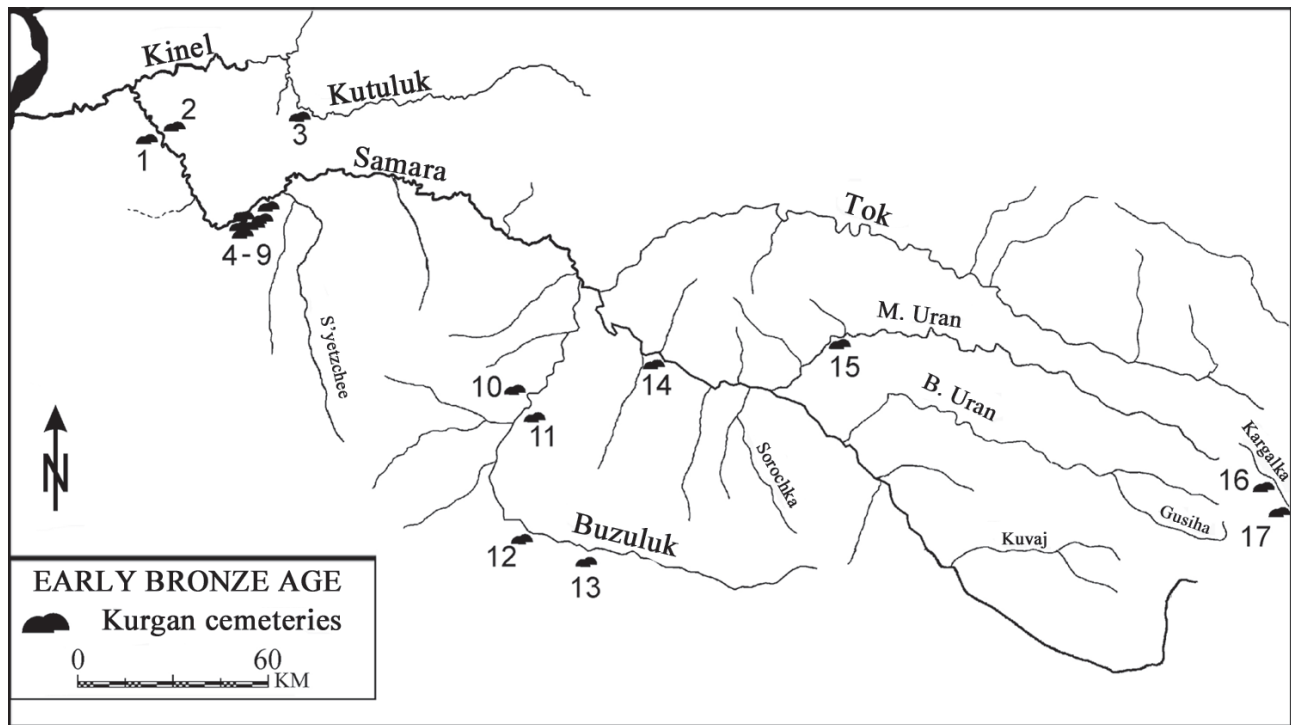 Kinel
Kutuluk
2
3
1
Samara
Tok
4-9
M. Uran
S'yetzchee
15
10
14
B. Uran
11
Kargalka
Sorochka
16
N
Gusiha
17
Buzuluk
Kuvaj
12
13
EARLY BRONZE AGE
Kurgan cemeteries
0 60
KM